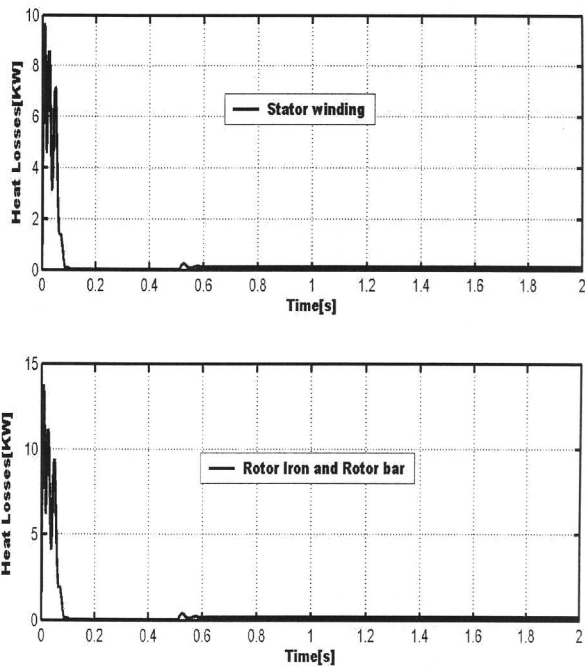 10
8
6
4
2
0
Heat Losses[KW]
Stator winding
0 0.2 0.4 0.6 0.8 1 1.2 1.4 1.6 1.8 2
Time[s]
15
10
5
0
Heat Losses[KW]
Rotor Iron and Rotor bar
0 0.2 0.4 0.6 0.8 1 1.2 1.4 1.6 1.8 2
Time[s]